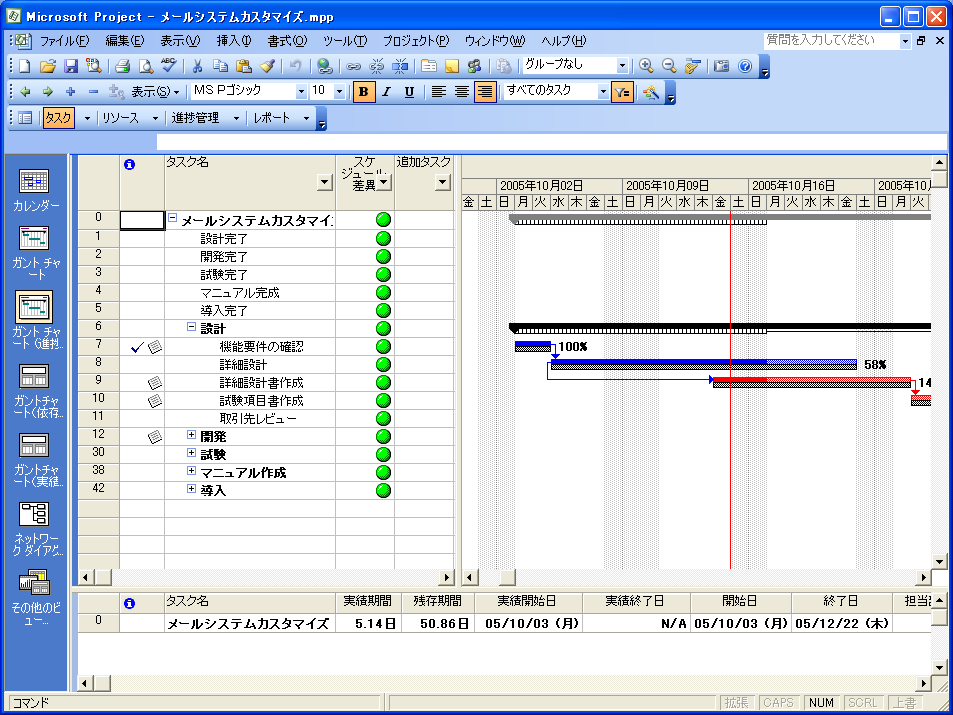 Microsoft Project - メールシステムカスタマイズ.mpp
ファイル(F) 編集(E) 表示(V) 挿入(I) 書式(O) ツール(T) プロジェクト(P) ウィンドウ(W) ヘルプ(H) 質問を入力してください
グループなし
表示(S) MS Pゴシック 10 B I U すべてのタスク
タスク リソース 進捗管理 レポート
カレンダー
ガント チャート
ガント チャート (進捗...
ガントチャート(依存...
ガントチャート(実績...
ネットワーク ダイアグ...
その他のビュー...
タスク名 スケジュール差異 追加タスク
2005年10月02日 2005年10月09日 2005年10月16日 2005年10月
金 土 日 月 火 水 木 金 土 日 月 火 水 木 金 土 日 月 火 水 木 金 土 日 月 火
0 メールシステムカスタマイズ
1 設計完了
2 開発完了
3 試験完了
4 マニュアル完成
5 導入完了
6 設計
7 機能要件の確認 100%
8 詳細設計 58%
9 詳細設計書作成 14
10 試験項目書作成
11 取引先レビュー
12 開発
30 試験
38 マニュアル作成
42 導入
タスク名 実績期間 残存期間 実績開始日 実績終了日 開始日 終了日 担当
0 メールシステムカスタマイズ 5.14日 50.86日 05/10/03 (月) N/A 05/10/03 (月) 05/12/22 (木)
コマンド 拡張 CAPS NUM SCRL 上書